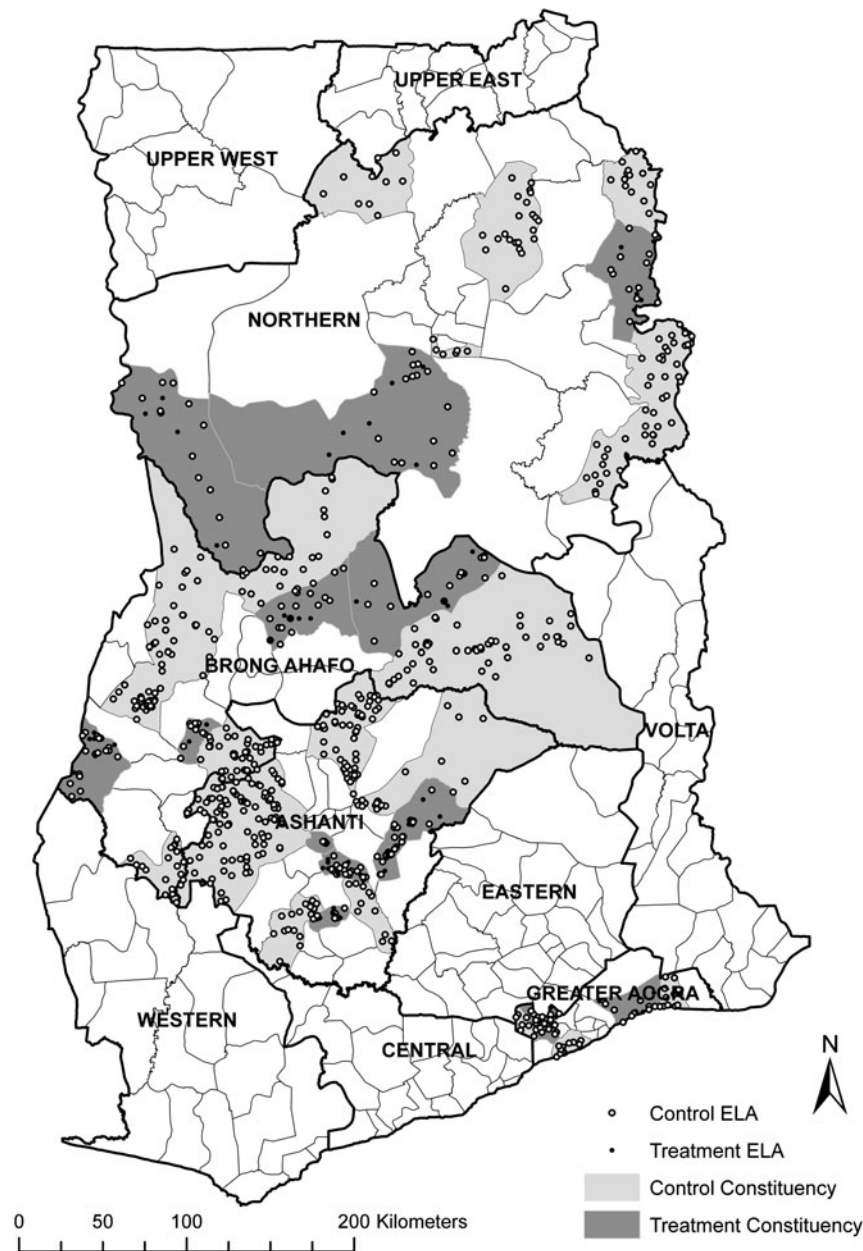 UPPER EAST
UPPER WEST
NORTHERN
BRONG AHAFO
VOLTA
ASHANTI
EASTERN
GREATER ACCRA
WESTERN
CENTRAL
N
Control ELA
Treatment ELA
Control Constituency
Treatment Constituency
0 50 100 200 Kilometers